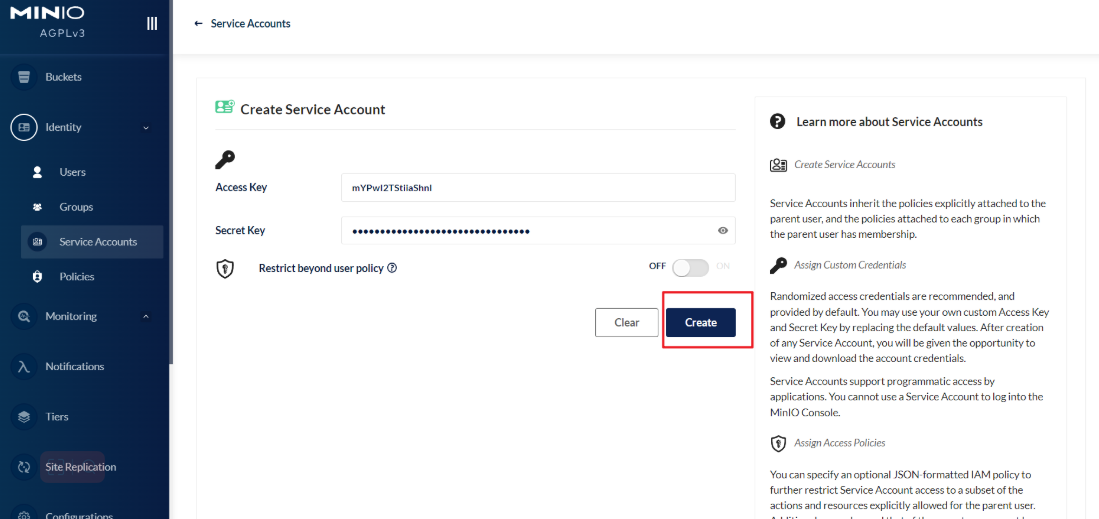 MINIO
AGPLv3
Buckets
Identity
Users
Groups
Service Accounts
Policies
Monitoring
Notifications
Tiers
Site Replication
Configurations
← Service Accounts
Create Service Account
Access Key
mYPwI2TStiiaShnI
Secret Key
•••••••••••••••••••••••••••••••
Restrict beyond user policy
OFF
ON
Clear
Create
Learn more about Service Accounts
Create Service Accounts
Service Accounts inherit the policies explicitly attached to the
parent user, and the policies attached to each group in which
the parent user has membership.
Assign Custom Credentials
Randomized access credentials are recommended, and
provided by default. You may use your own custom Access Key
and Secret Key by replacing the default values. After creation
of any Service Account, you will be given the opportunity to
view and download the account credentials.
Service Accounts support programmatic access by
applications. You cannot use a Service Account to log into the
MinIO Console.
Assign Access Policies
You can specify an optional JSON-formatted IAM policy to
further restrict Service Account access to a subset of the
actions and resources explicitly allowed for the parent user.